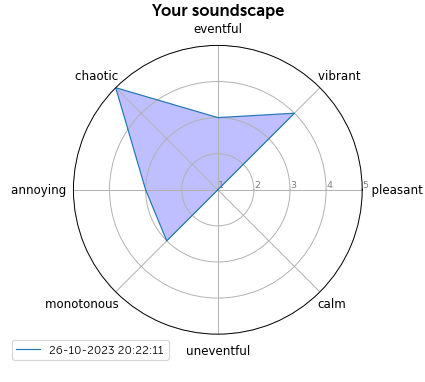 Your soundscape
eventful
chaotic
vibrant
annoying
1 2 3 4 5
pleasant
monotonous
calm
uneventful
26-10-2023 20:22:11